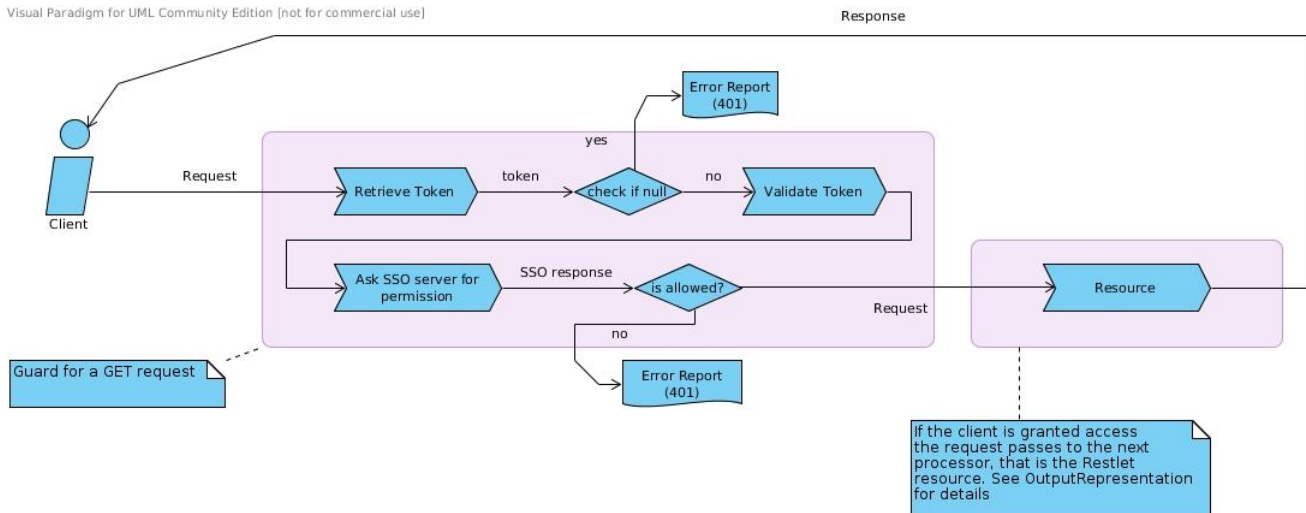 Visual Paradigm for UML Community Edition [not for commercial use]
Response
Error Report
(401)
yes
Request
Retrieve Token
token
check if null
no
Validate Token
Client
Ask SSO server for
permission
SSO response
is allowed?
Request
Resource
no
Guard for a GET request
Error Report
(401)
If the client is granted access
the request passes to the next
processor, that is the Restlet
resource. See OutputRepresentation
for details